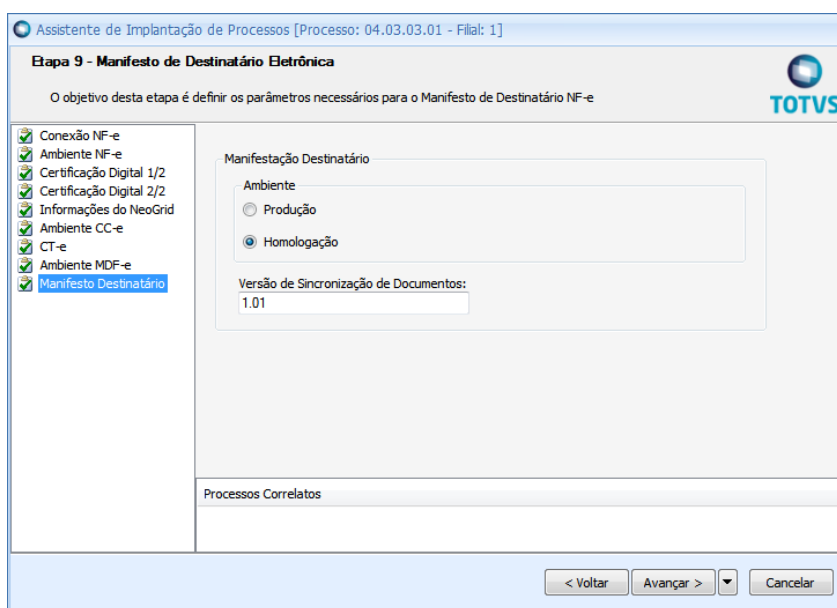 Assistente de Implantação de Processos [Processo: 04.03.03.01 - Filial: 1]
Etapa 9 - Manifesto de Destinatário Eletrônica
O objetivo desta etapa é definir os parâmetros necessários para o Manifesto de Destinatário NF-e
TOTVS
Conexão NF-e
Ambiente NF-e
Certificação Digital 1/2
Certificação Digital 2/2
Informações do NeoGrid
Ambiente CC-e
CT-e
Ambiente MDF-e
Manifesto Destinatário
Manifestação Destinatário
Ambiente
Produção
Homologação
Versão de Sincronização de Documentos:
1.01
Processos Correlatos
< Voltar
Avançar >
Cancelar